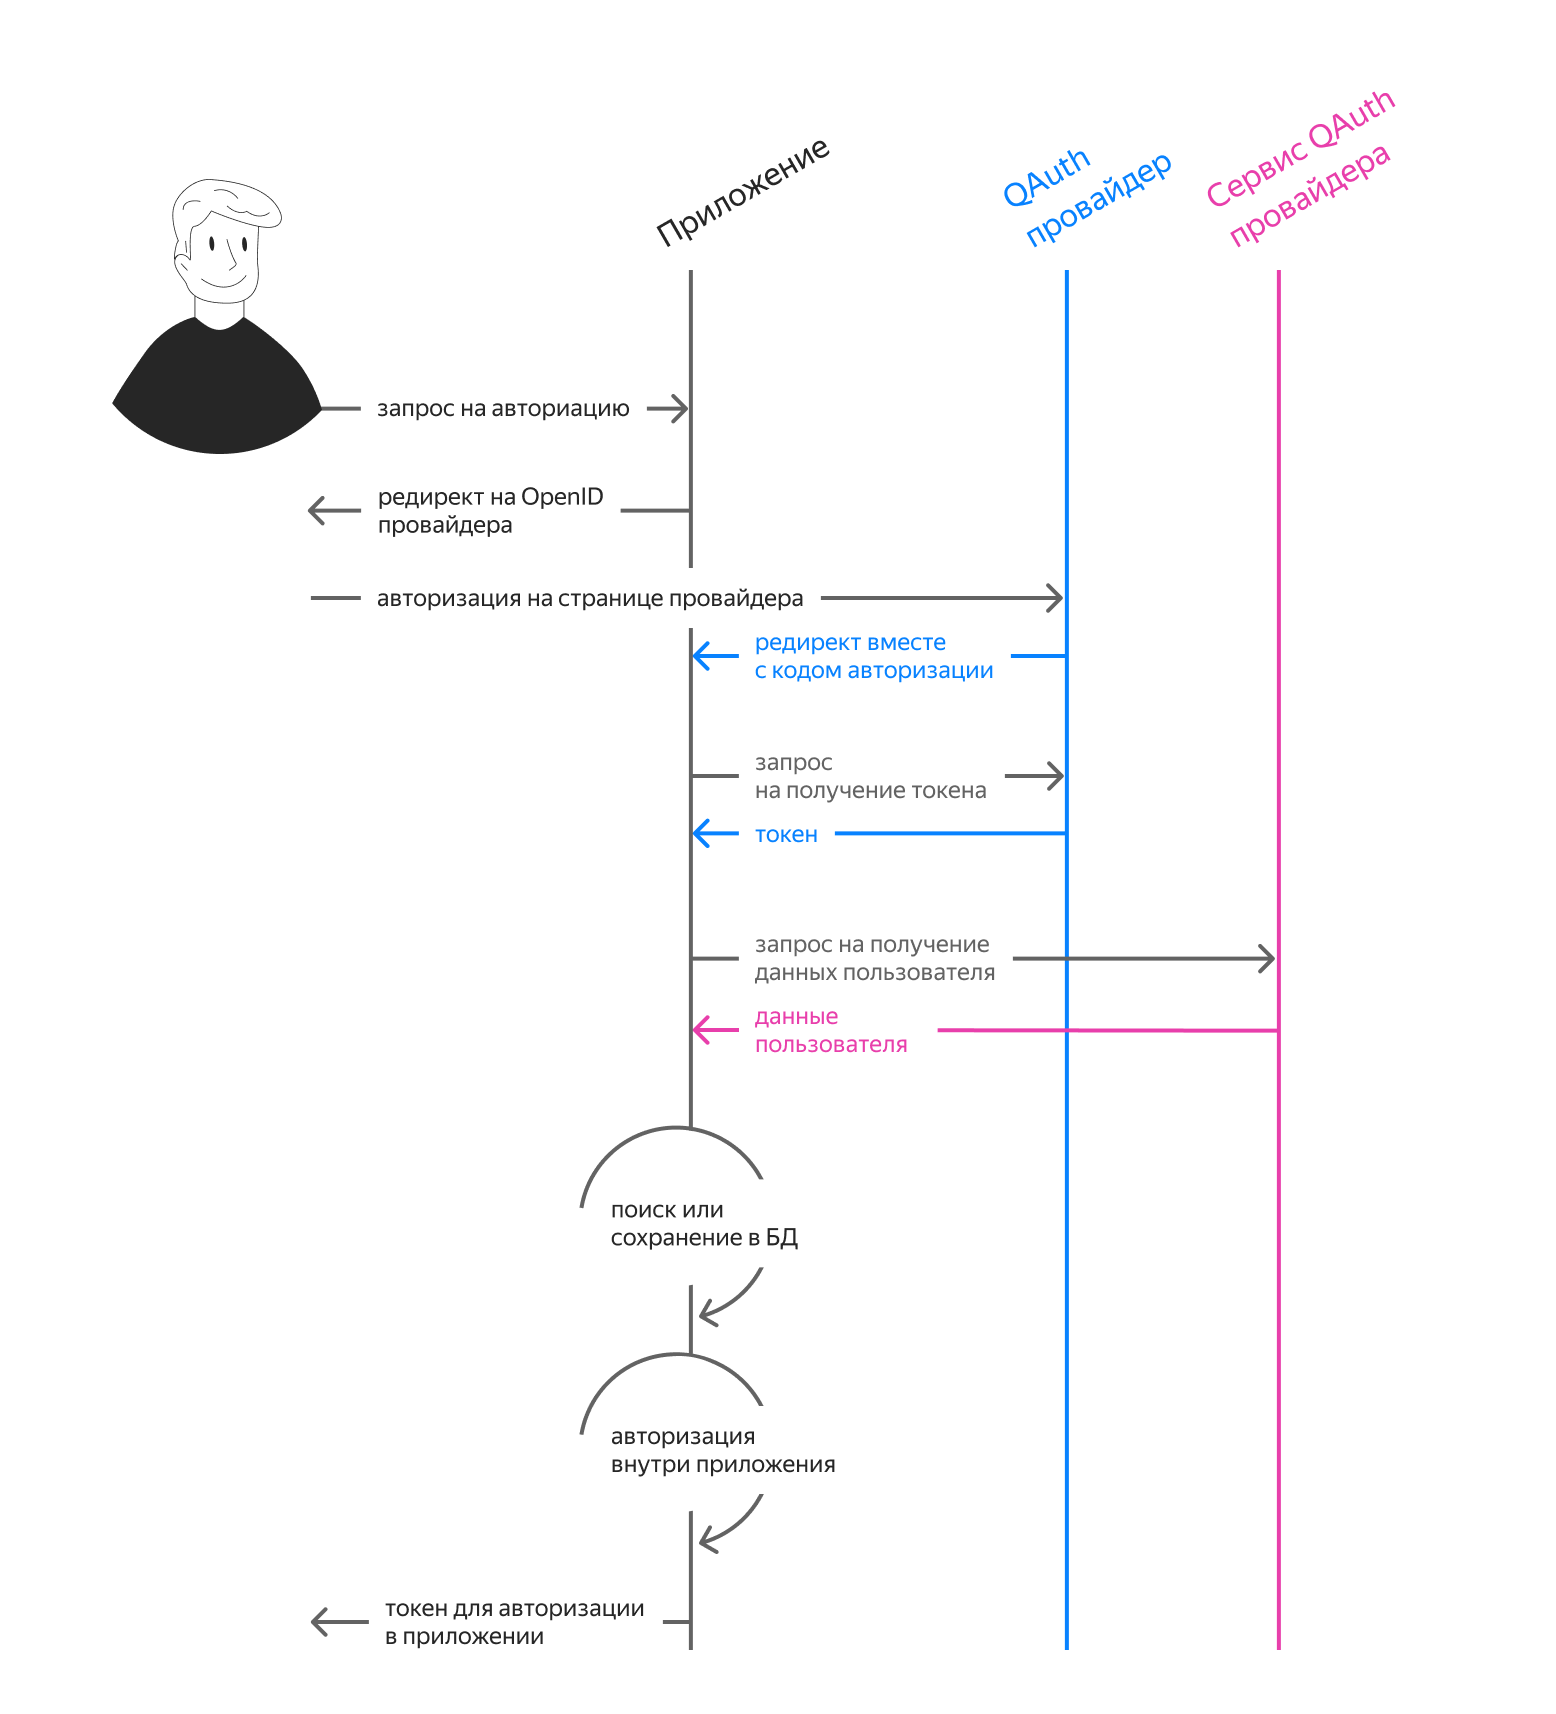 Приложение
QAuth
провайдер
Сервис QAuth
провайдера
запрос на авториацию
редирект на OpenID
провайдера
авторизация на странице провайдера
редирект вместе
с кодом авторизации
запрос
на получение токена
токен
запрос на получение
данных пользователя
данные
пользователя
поиск или
сохранение в БД
авторизация
внутри приложения
токен для авторизации
в приложении